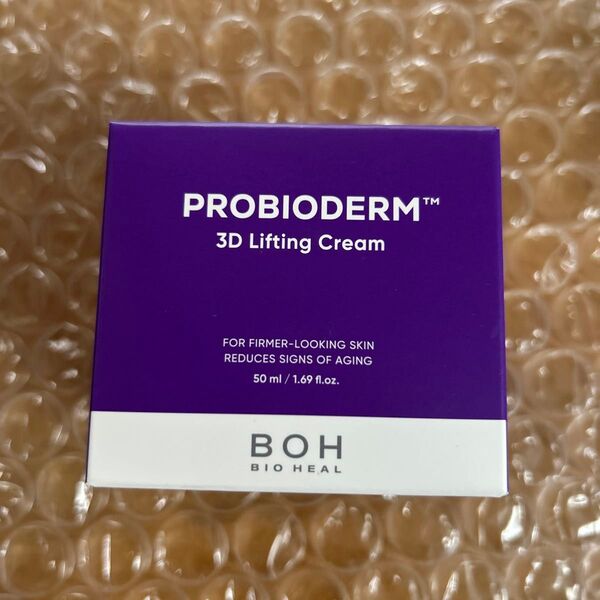 PROBIODERM™
3D Lifting Cream
FOR FIRMER-LOOKING SKIN
REDUCES SIGNS OF AGING
50 ml / 1.69 fl.oz.
BOH
BIO HEAL